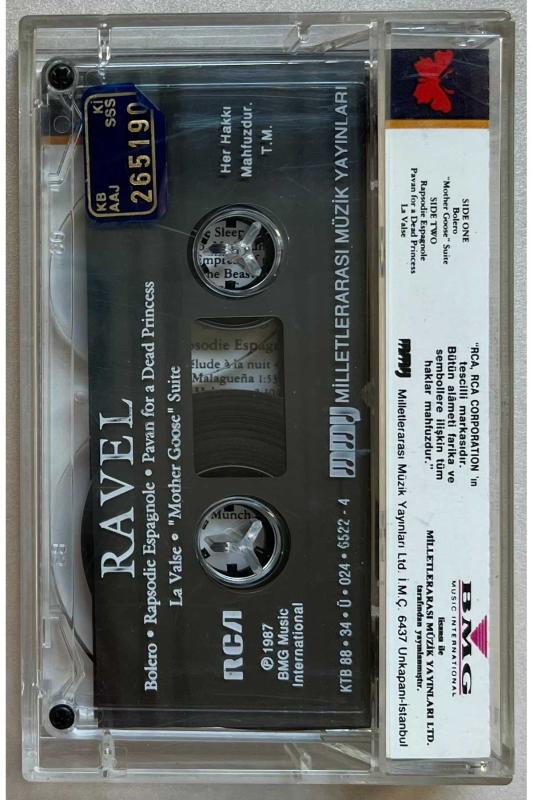 RAVEL
Bolero • Rapsodie Espagnole • Pavan for a Dead Princess
La Valse • "Mother Goose" Suite
KB
AAJ
Kİ
SSS
265190
Her Hakkı
Mahfuzdur.
T.M.
RCA
℗ 1987
BMG Music
International
MİLLETLERARASI MÜZİK YAYINLARI
KTB 88 • 34 • Ü • 024 • 6522 - 4
Malagueña 1:53
Munch
SIDE ONE
Bolero
"Mother Goose" Suite
SIDE TWO
Rapsodie Espagnole
Pavan for a Dead Princess
La Valse
"RCA, RCA CORPORATION 'ın
tescilli markasıdır.
Bütün alâmeti farika ve
sembollere ilişkin tüm
haklar mahfuzdur."
Milletlerarası Müzik Yayınları Ltd. İ.M.Ç. 6437 Unkapanı-İstanbul
BMG
MUSIC INTERNATIONAL
lisansı ile
MİLLETLERARASI MÜZİK YAYINLARI LTD.
tarafından yayınlanmıştır.